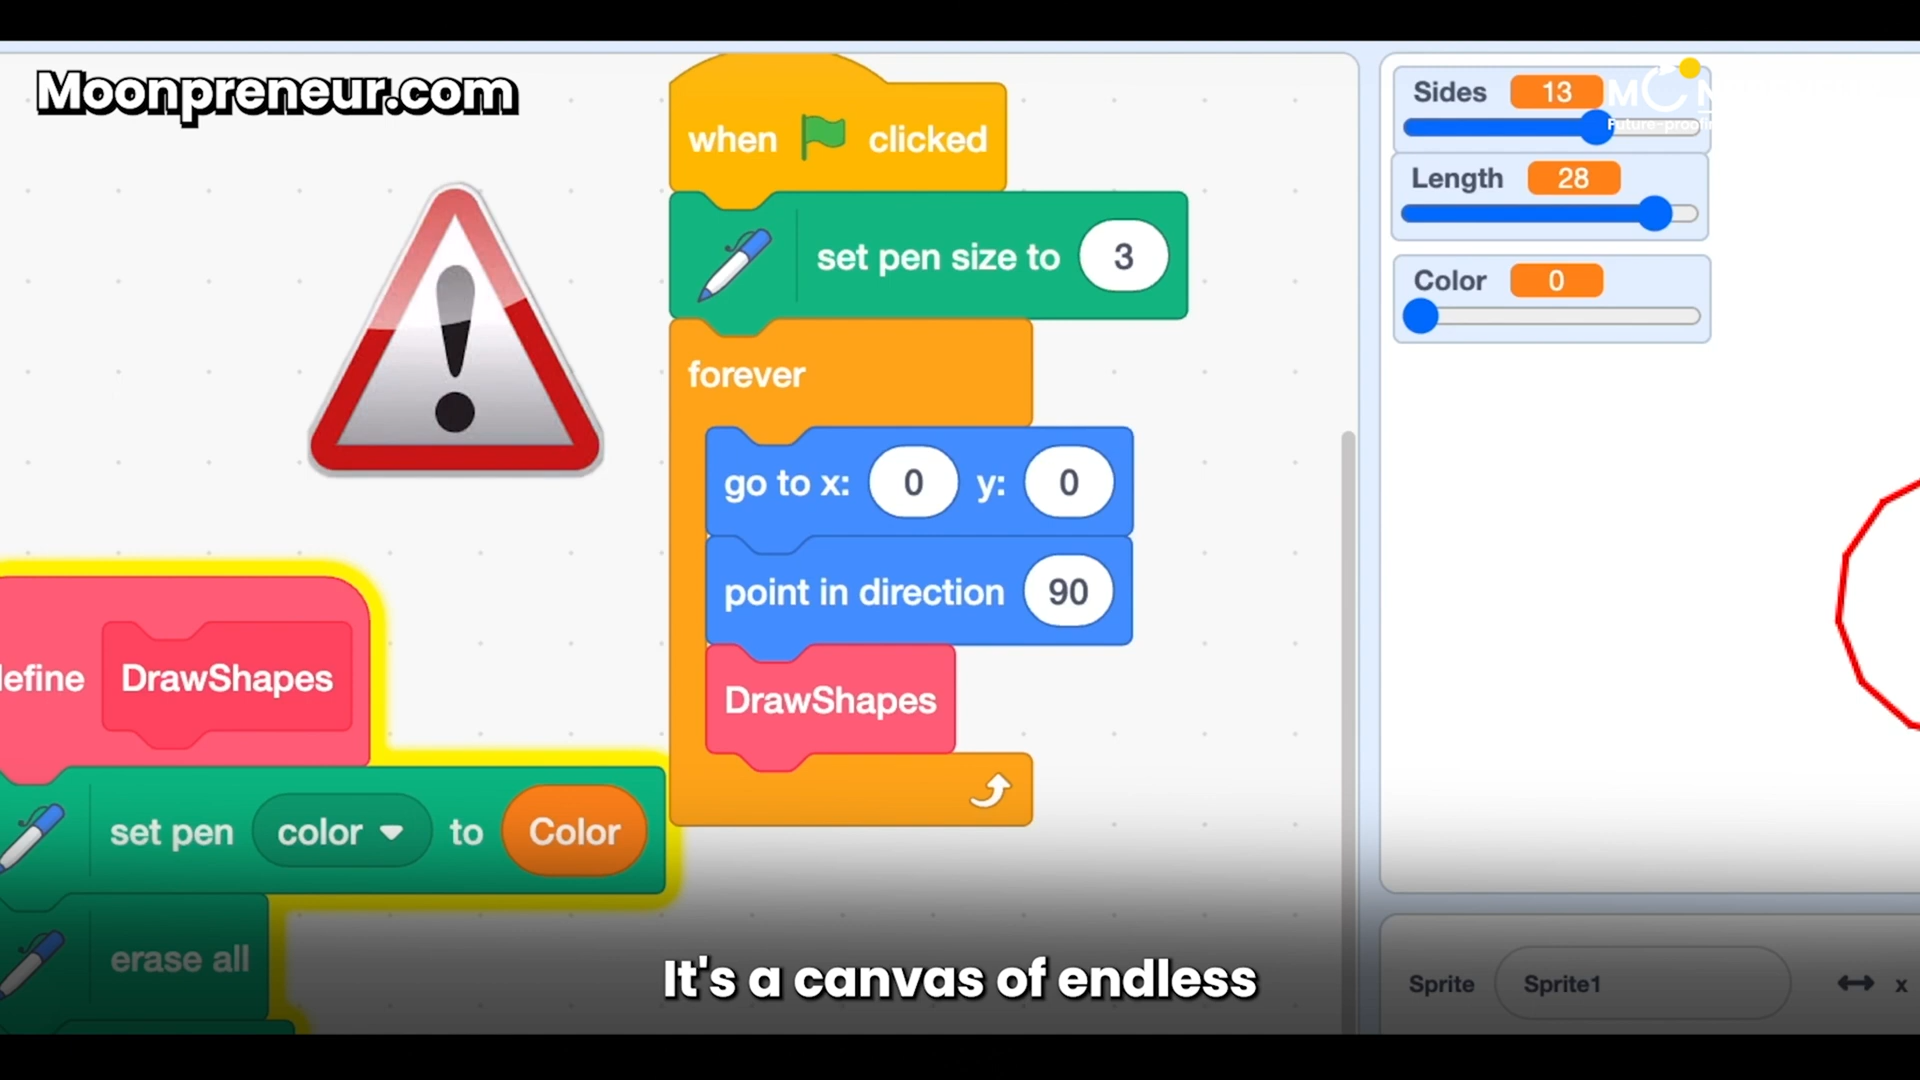 Moonpreneur.com
when clicked
set pen size to 3
forever
go to x: 0 y: 0
point in direction 90
DrawShapes
efine DrawShapes
set pen color to Color
erase all
Sides 13
Length 28
Color 0
Future-proofi
Sprite Sprite1 x
It's a canvas of endless